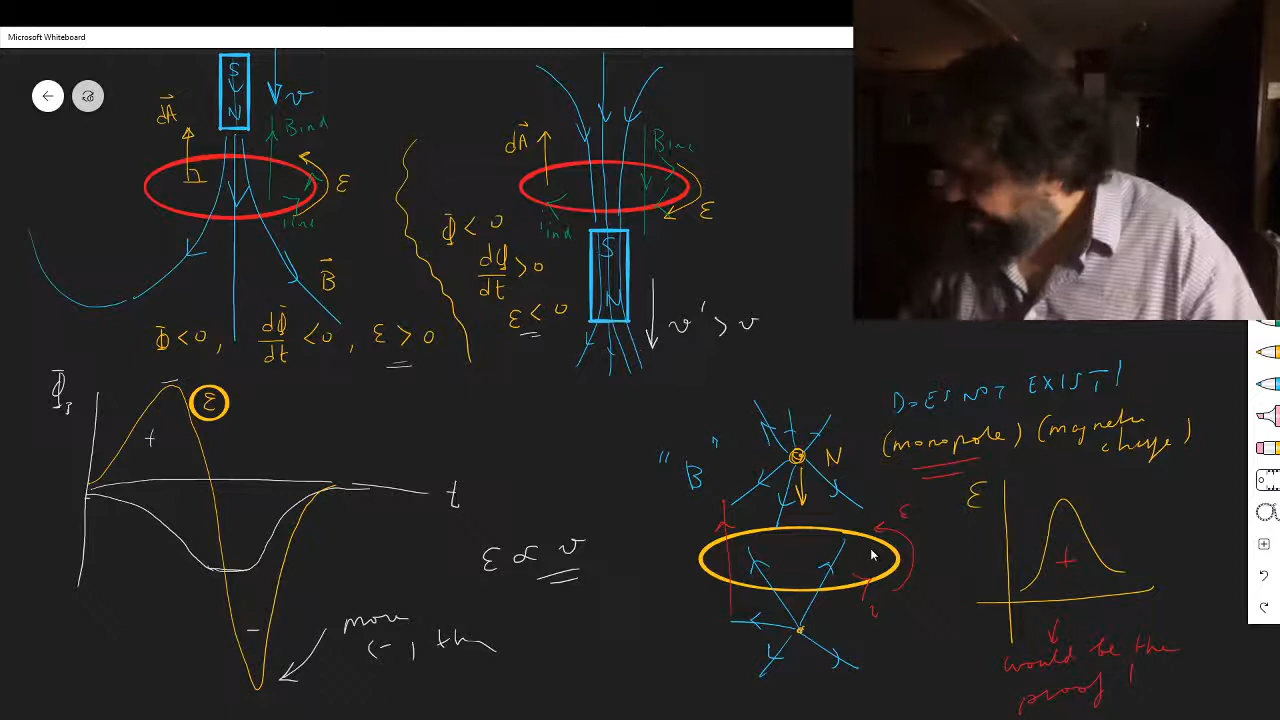 Microsoft Whiteboard
S
N
v
dA
B ind
ε
i ind
B
Φ < 0 , dΦ/dt < 0 , ε > 0
dA
B ind
ε
i ind
Φ < 0
dΦ/dt > 0
ε < 0
S
N
v' > v
Φ
ε
+
-
t
ε ∝ v
more
(-) th
"B"
N
ε
i
DOES NOT EXIST!
(monopole) (magnetic
charge)
ε
+
would be the
proof !